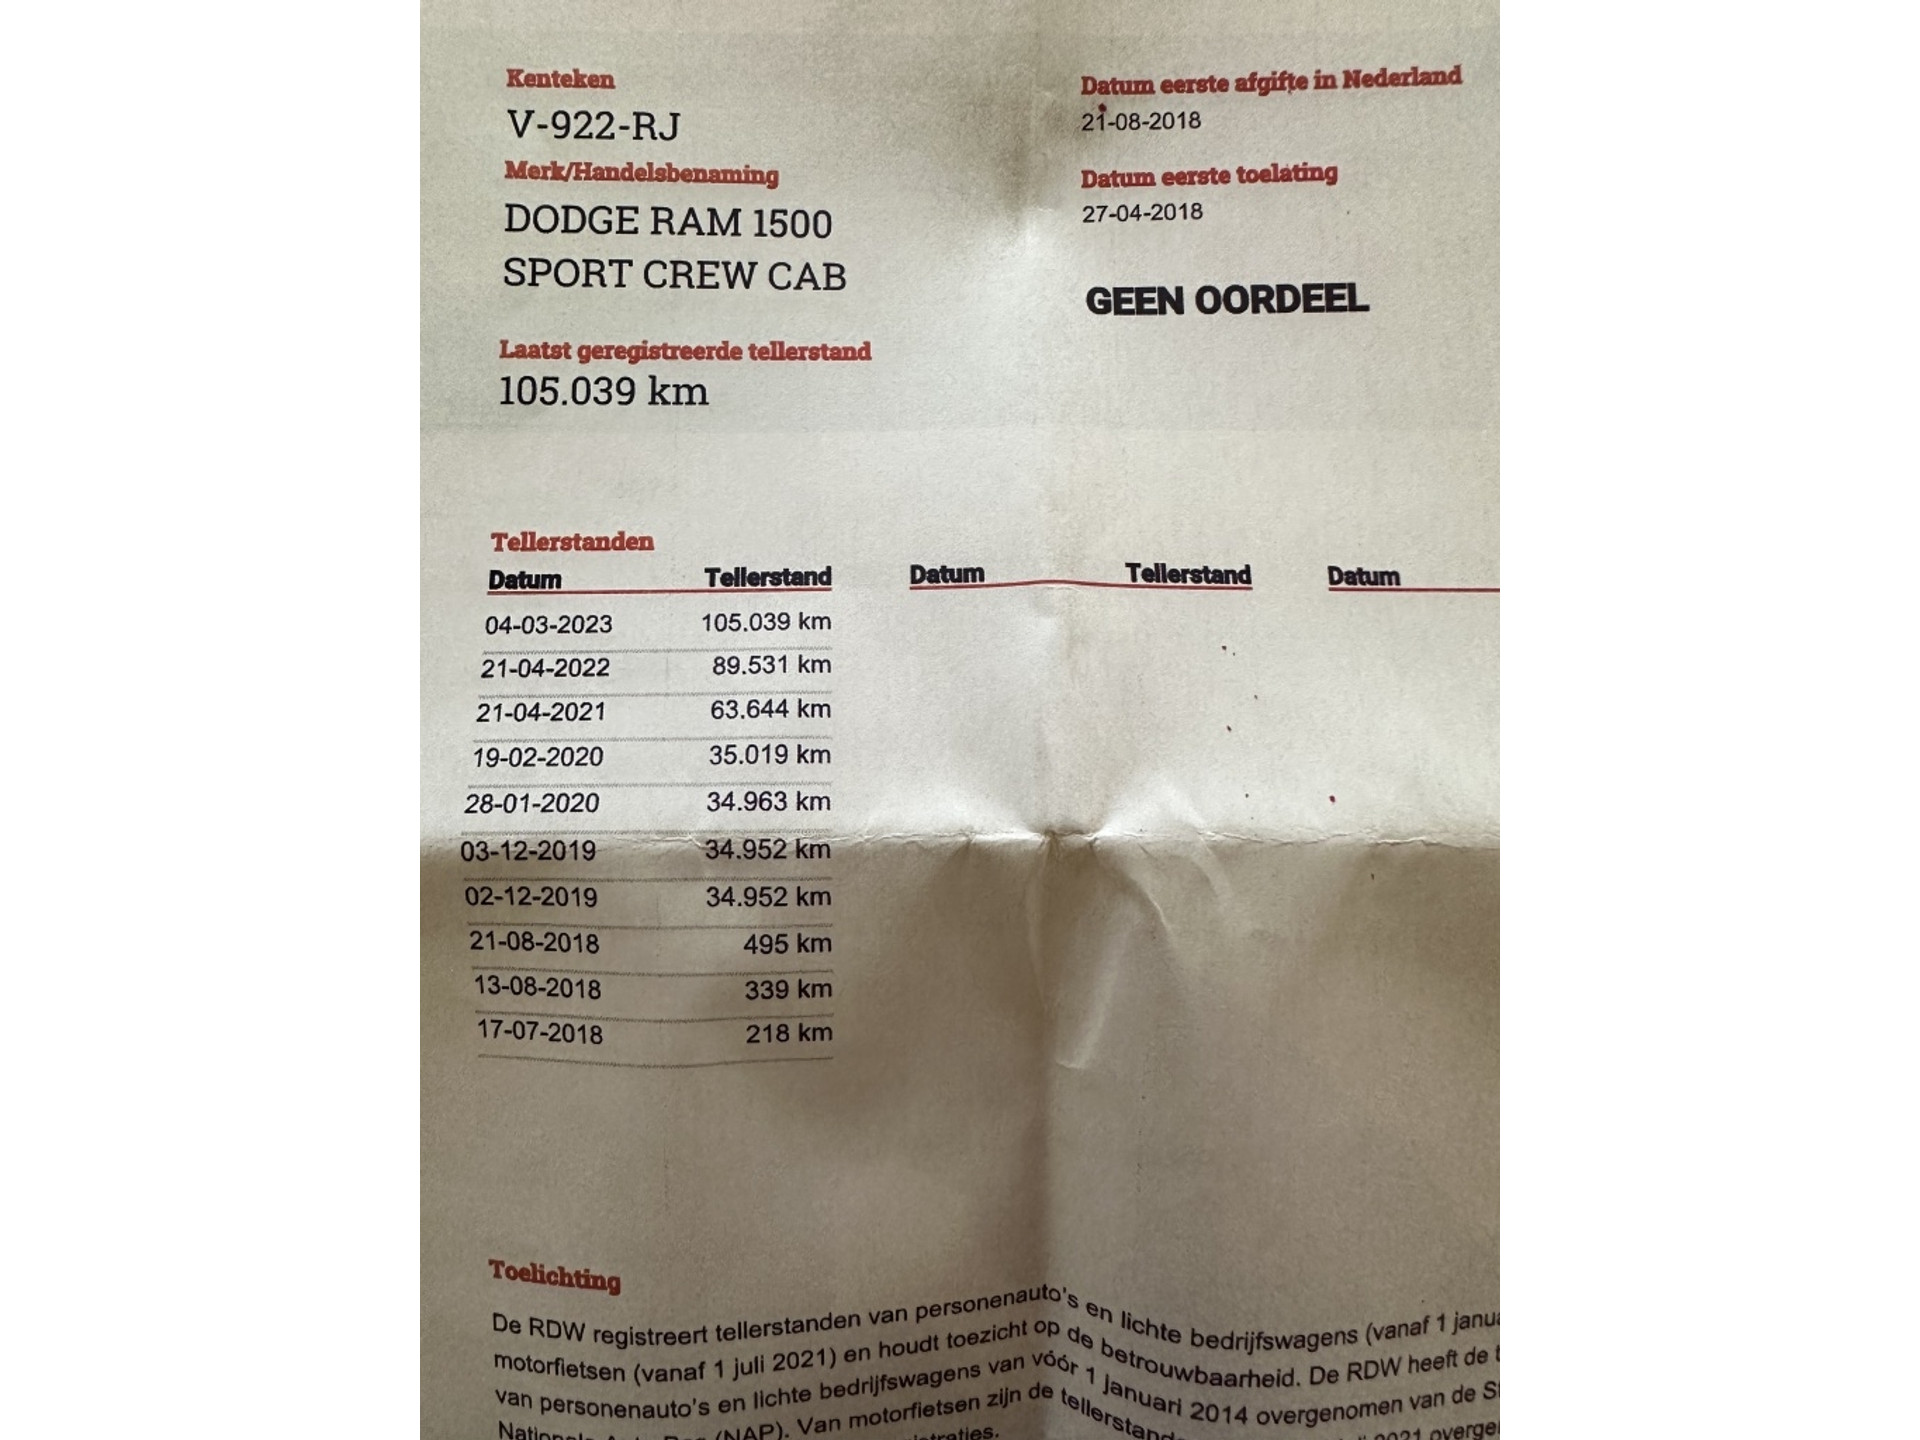 Kenteken
V-922-RJ
Merk/Handelsbenaming
DODGE RAM 1500
SPORT CREW CAB
Laatst geregistreerde tellerstand
105.039 km
Datum eerste afgifte in Nederland
21-08-2018
Datum eerste toelating
27-04-2018
GEEN OORDEEL
Tellerstanden
Datum Tellerstand Datum Tellerstand Datum
04-03-2023 105.039 km
21-04-2022 89.531 km
21-04-2021 63.644 km
19-02-2020 35.019 km
28-01-2020 34.963 km
03-12-2019 34.952 km
02-12-2019 34.952 km
21-08-2018 495 km
13-08-2018 339 km
17-07-2018 218 km
Toelichting
De RDW registreert tellerstanden van personenauto's en lichte bedrijfswagens (vanaf 1 janua
motorfietsen (vanaf 1 juli 2021) en houdt toezicht op de betrouwbaarheid. De RDW heeft de t
van personenauto's en lichte bedrijfswagens van vóór 1 januari 2014 overgenomen van de St
(NAP). Van motorfietsen zijn de tellerstand 2021 overge